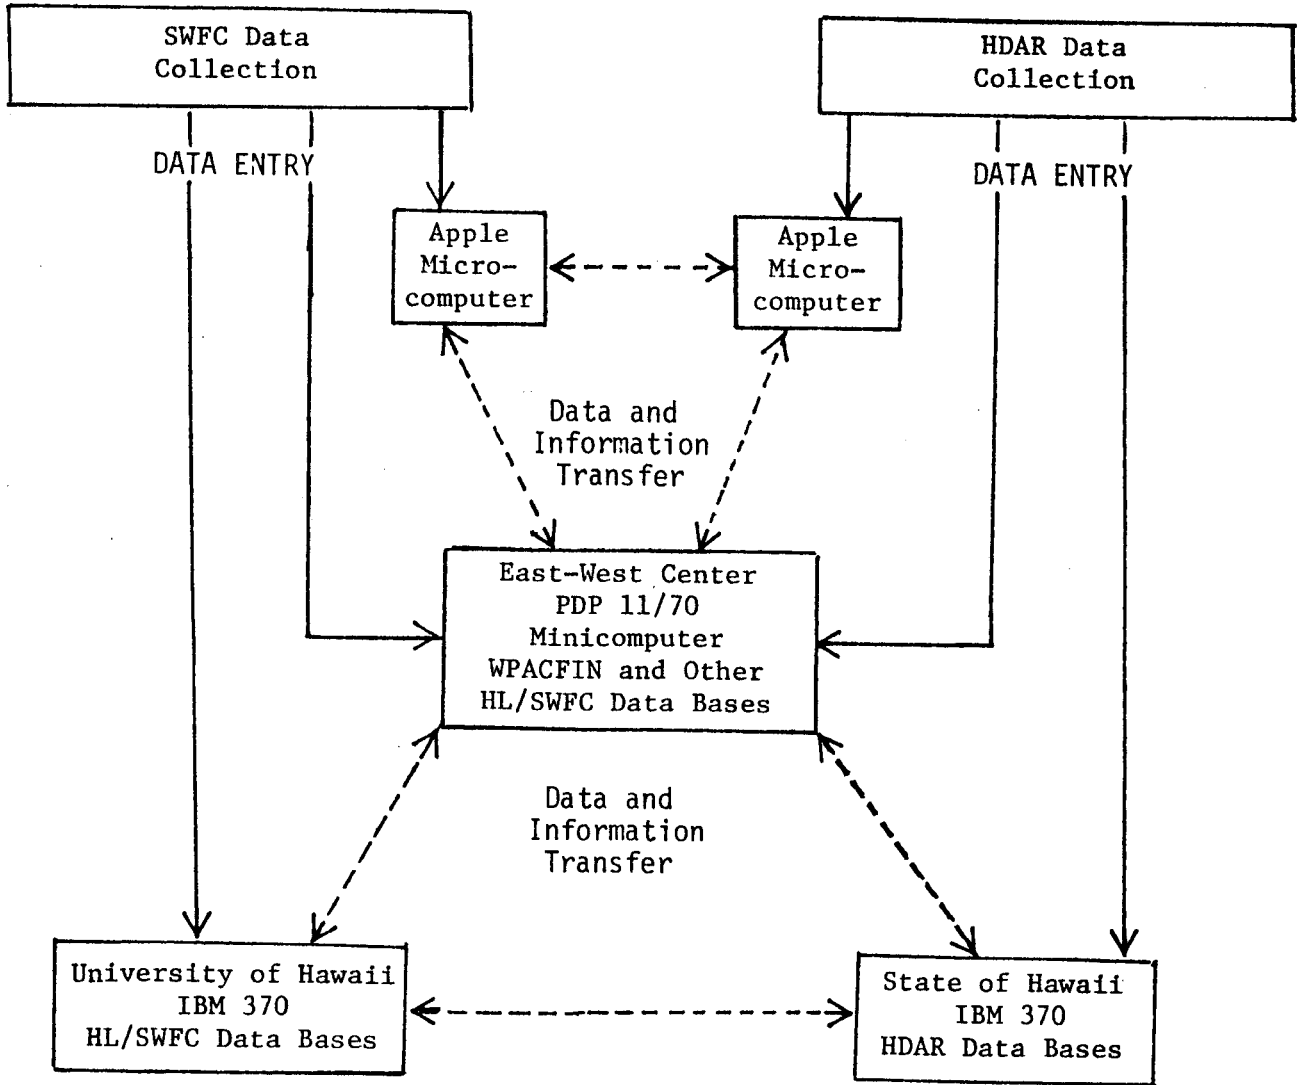 SWFC Data
Collection
HDAR Data
Collection
DATA ENTRY
DATA ENTRY
Apple
Micro-
computer
Apple
Micro-
computer
Data and
Information
Transfer
East-West Center
PDP 11/70
Minicomputer
WPACFIN and Other
HL/SWFC Data Bases
Data and
Information
Transfer
University of Hawaii
IBM 370
HL/SWFC Data Bases
State of Hawaii
IBM 370
HDAR Data Bases